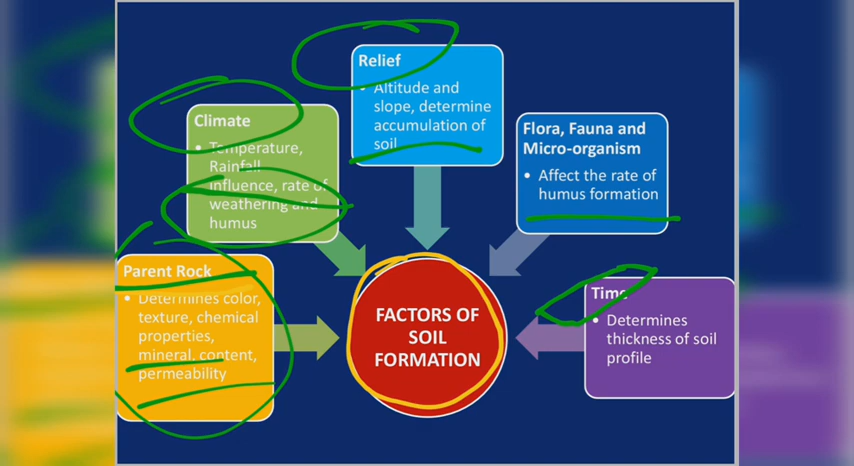 Relief
• Altitude and
slope, determine
accumulation of
soil
Climate
• Temperature,
Rainfall
influence, rate of
weathering and
humus
Flora, Fauna and
Micro-organism
• Affect the rate of
humus formation
Parent Rock
• Determines color,
texture, chemical
properties,
mineral, content,
permeability
FACTORS OF
SOIL
FORMATION
Time
• Determines
thickness of soil
profile